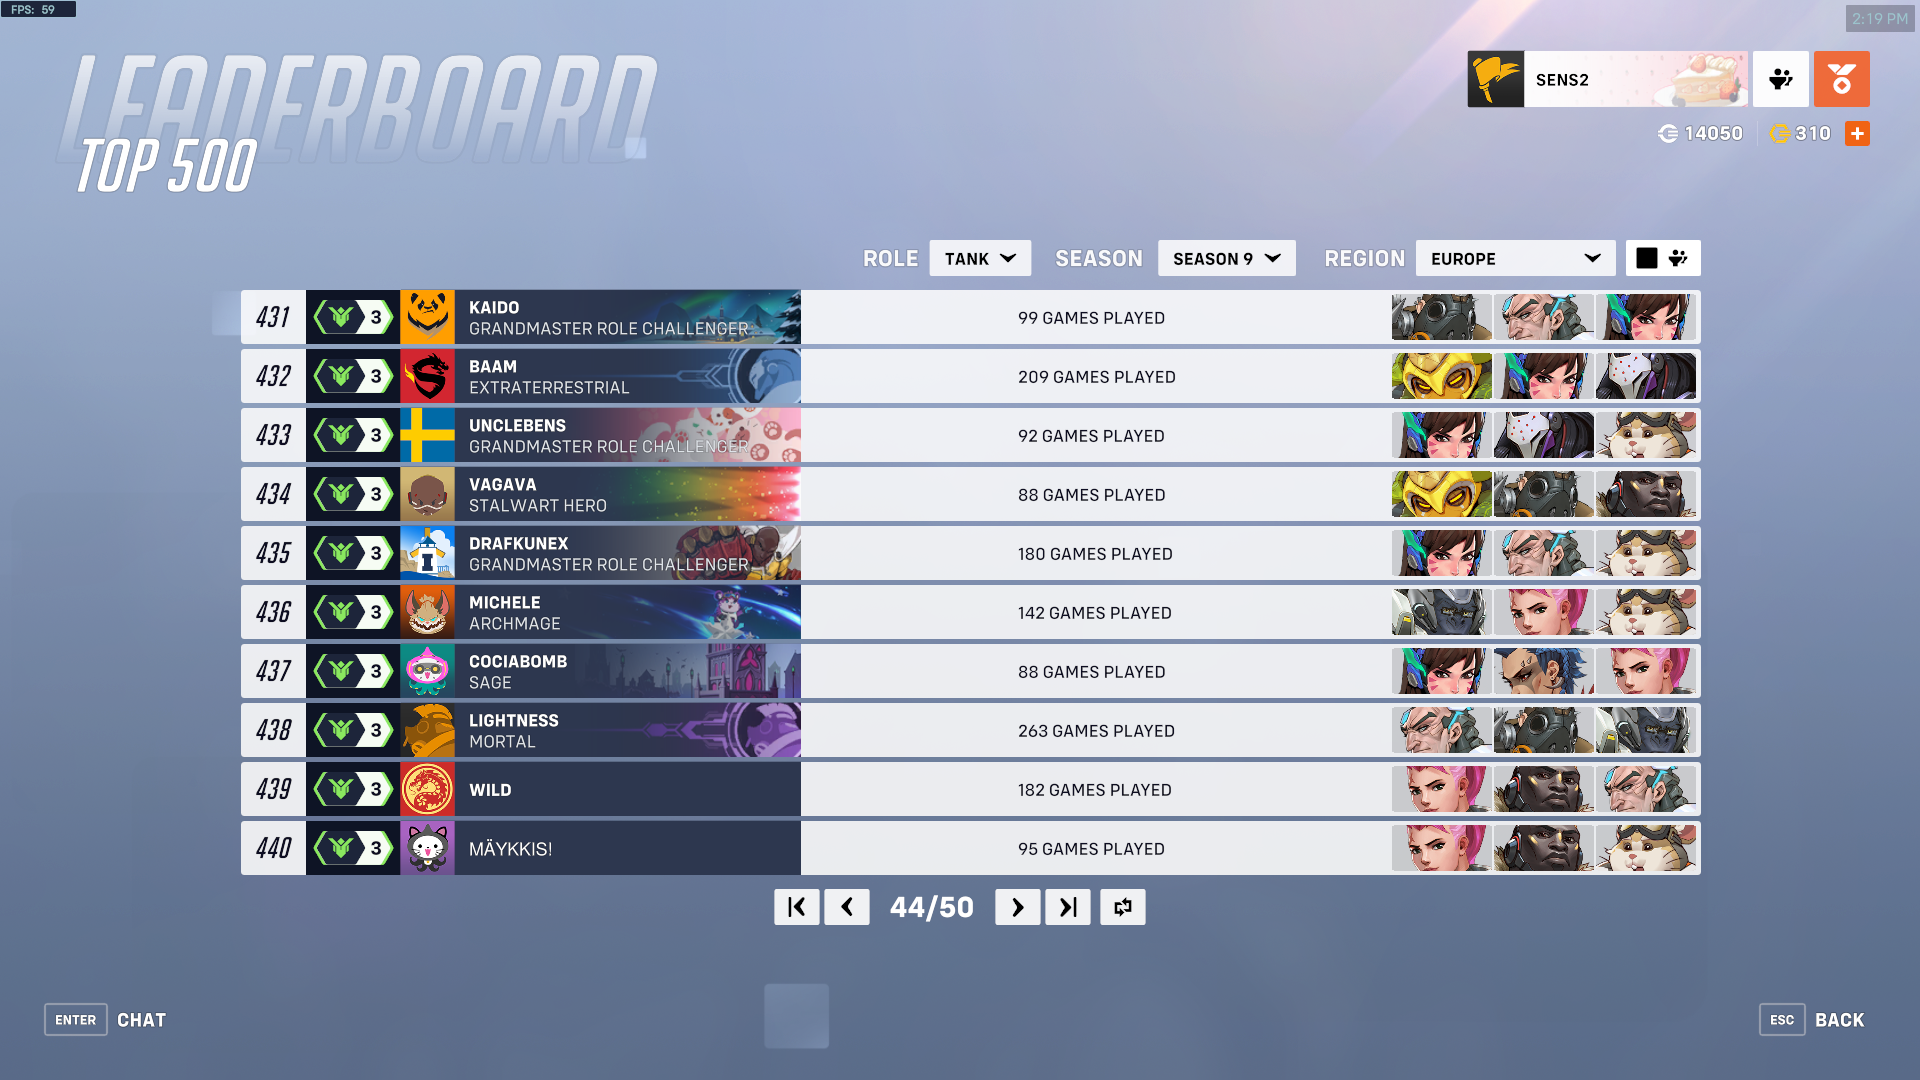 FPS: 59
2:19 PM
LEADERBOARD
TOP 500
SENS2
14050
310
ROLE TANK SEASON SEASON 9 REGION EUROPE
431 3 KAIDO 99 GAMES PLAYED
GRANDMASTER ROLE CHALLENGER
432 3 BAAM 209 GAMES PLAYED
EXTRATERRESTRIAL
433 3 UNCLEBENS 92 GAMES PLAYED
GRANDMASTER ROLE CHALLENGER
434 3 VAGAVA 88 GAMES PLAYED
STALWART HERO
435 3 DRAFKUNEX 180 GAMES PLAYED
GRANDMASTER ROLE CHALLENGER
436 3 MICHELE 142 GAMES PLAYED
ARCHMAGE
437 3 COCIABOMB 88 GAMES PLAYED
SAGE
438 3 LIGHTNESS 263 GAMES PLAYED
MORTAL
439 3 WILD 182 GAMES PLAYED
440 3 MÄYKKIS! 95 GAMES PLAYED
44/50
ENTER CHAT
ESC BACK